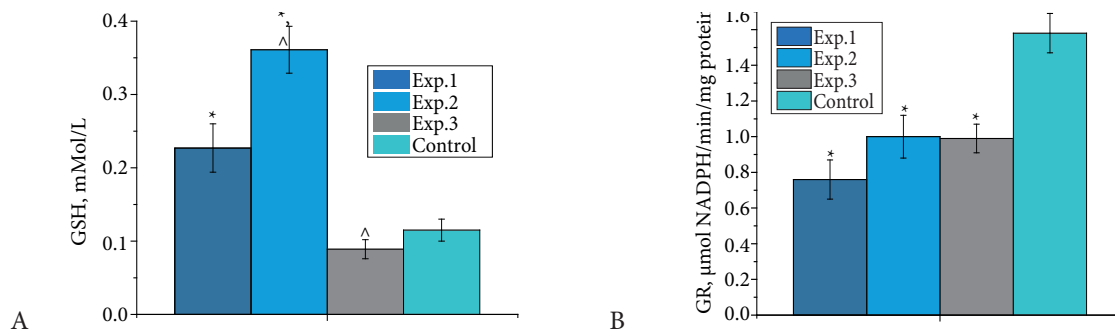 GSH, mMol/L
0.4
0.3
0.2
0.1
0.0
*
*,
^
^
Exp.1
Exp.2
Exp.3
Control
A
GR, µmol NADPH/min/mg protein
1.6
1.4
1.2
1.0
0.8
0.6
0.4
0.2
0.0
*
*
*
Exp.1
Exp.2
Exp.3
Control
B